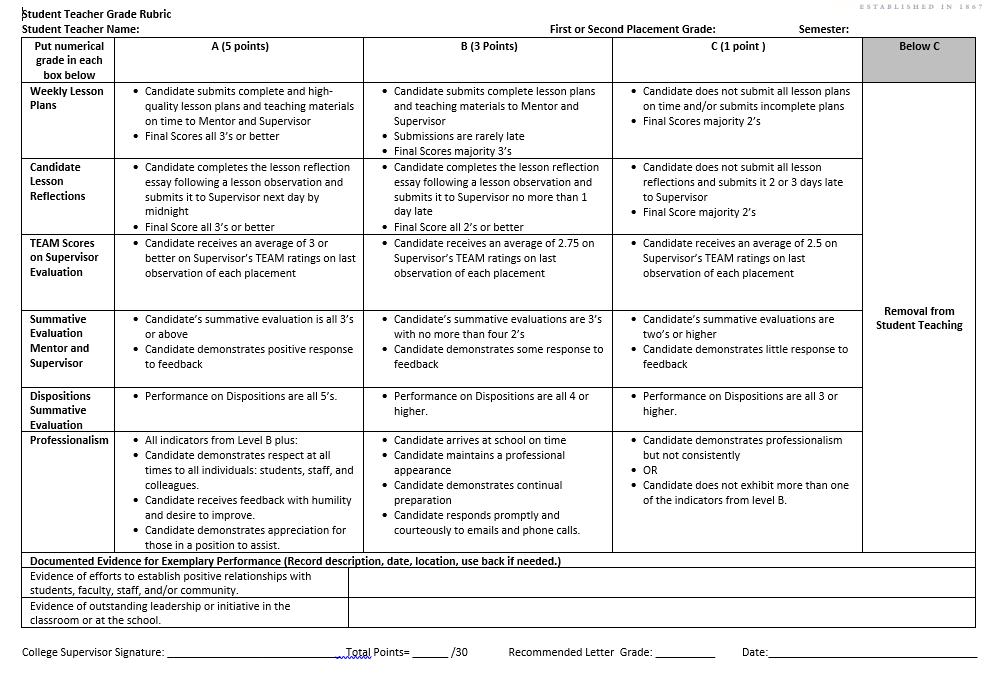 ESTABLISHED IN 1867
Student Teacher Grade Rubric
Student Teacher Name: First or Second Placement Grade: Semester:
Put numerical
grade in each
box below
A (5 points)
B (3 Points)
C (1 point )
Below C
Weekly Lesson
Plans
• Candidate submits complete and high-
quality lesson plans and teaching materials
on time to Mentor and Supervisor
• Final Scores all 3’s or better
• Candidate submits complete lesson plans
and teaching materials to Mentor and
Supervisor
• Submissions are rarely late
• Final Scores majority 3’s
• Candidate does not submit all lesson plans
on time and/or submits incomplete plans
• Final Scores majority 2’s
Removal from
Student Teaching
Candidate
Lesson
Reflections
• Candidate completes the lesson reflection
essay following a lesson observation and
submits it to Supervisor next day by
midnight
• Final Score all 3’s or better
• Candidate completes the lesson reflection
essay following a lesson observation and
submits it to Supervisor no more than 1
day late
• Final Score all 2’s or better
• Candidate does not submit all lesson
reflections and submits it 2 or 3 days late
to Supervisor
• Final Score majority 2’s
TEAM Scores
on Supervisor
Evaluation
• Candidate receives an average of 3 or
better on Supervisor’s TEAM ratings on last
observation of each placement
• Candidate receives an average of 2.75 on
Supervisor’s TEAM ratings on last
observation of each placement
• Candidate receives an average of 2.5 on
Supervisor’s TEAM ratings on last
observation of each placement
Summative
Evaluation
Mentor and
Supervisor
• Candidate’s summative evaluation is all 3’s
or above
• Candidate demonstrates positive response
to feedback
• Candidate’s summative evaluations are 3’s
with no more than four 2’s
• Candidate demonstrates some response to
feedback
• Candidate’s summative evaluations are
two’s or higher
• Candidate demonstrates little response to
feedback
Dispositions
Summative
Evaluation
• Performance on Dispositions are all 5’s.
• Performance on Dispositions are all 4 or
higher.
• Performance on Dispositions are all 3 or
higher.
Professionalism
• All indicators from Level B plus:
• Candidate demonstrates respect at all
times to all individuals: students, staff, and
colleagues.
• Candidate receives feedback with humility
and desire to improve.
• Candidate demonstrates appreciation for
those in a position to assist.
• Candidate arrives at school on time
• Candidate maintains a professional
appearance
• Candidate demonstrates continual
preparation
• Candidate responds promptly and
courteously to emails and phone calls.
• Candidate demonstrates professionalism
but not consistently
• OR
• Candidate does not exhibit more than one
of the indicators from level B.
Documented Evidence for Exemplary Performance (Record description, date, location, use back if needed.)
Evidence of efforts to establish positive relationships with
students, faculty, staff, and/or community.
Evidence of outstanding leadership or initiative in the
classroom or at the school.
College Supervisor Signature: ____________________________ Total Points= ______ /30 Recommended Letter Grade: __________ Date:___________________________________